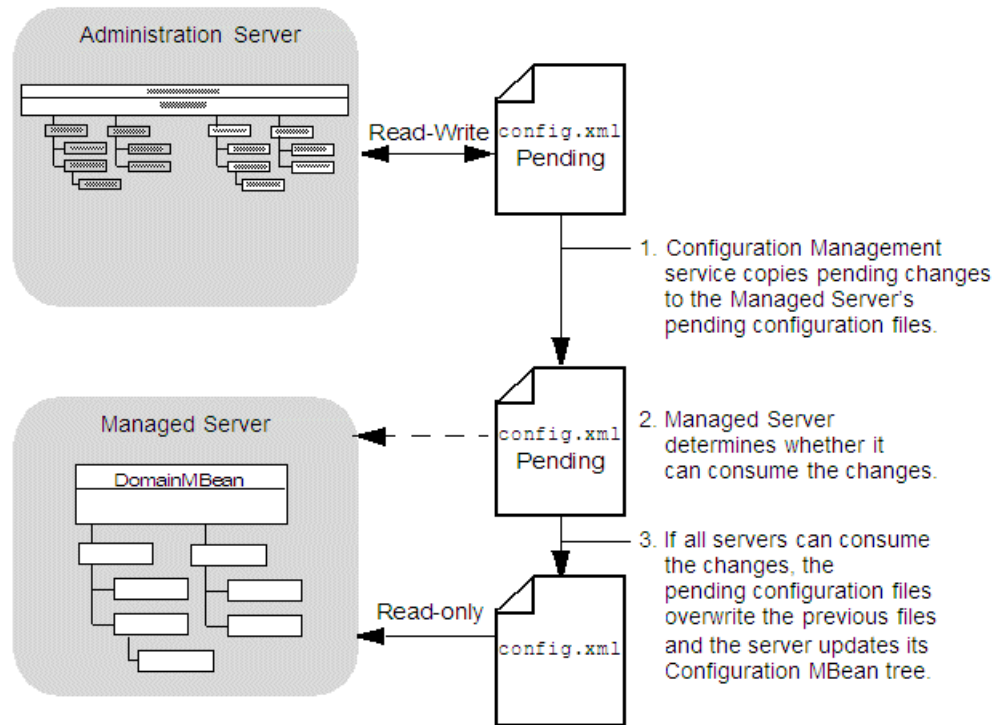 Administration Server
Read-Write
config.xml
Pending
1. Configuration Management
service copies pending changes
to the Managed Server's
pending configuration files.
Managed Server
DomainMBean
config.xml
Pending
2. Managed Server
determines whether it
can consume the changes.
3. If all servers can consume
the changes, the
pending configuration files
overwrite the previous files
and the server updates its
Configuration MBean tree.
Read-only
config.xml